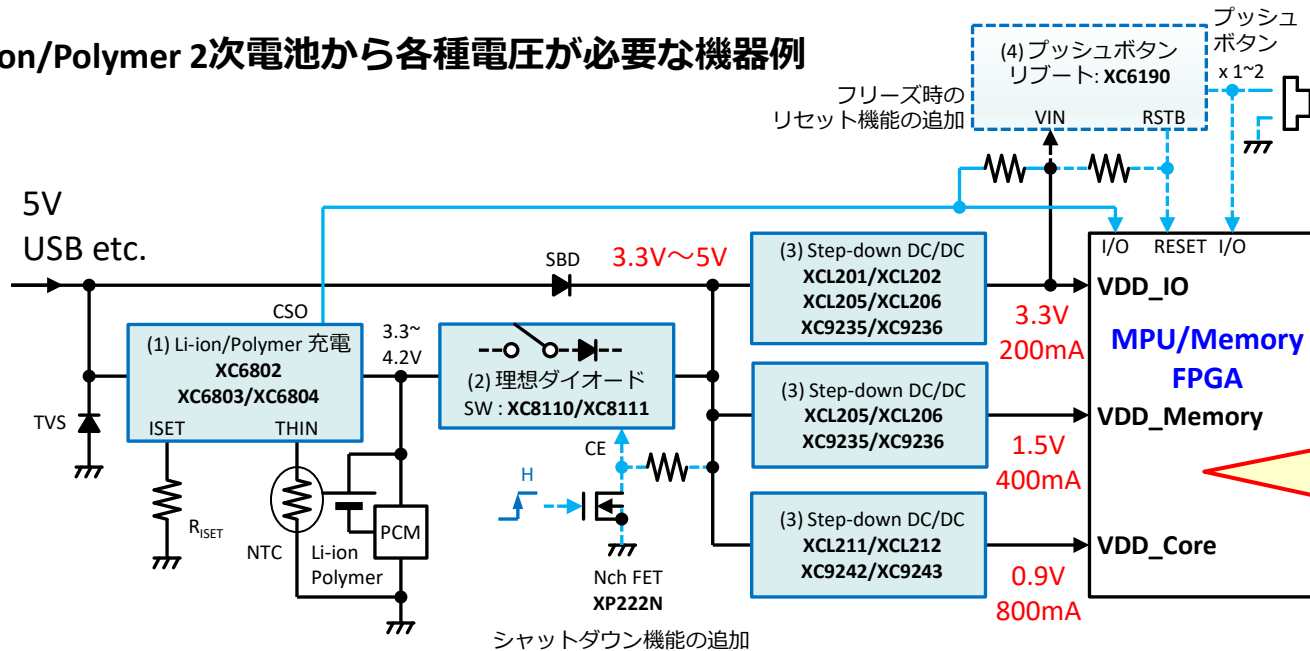 on/Polymer 2次電池から各種電圧が必要な機器例
プッシュ
ボタン
x 1~2
(4) プッシュボタン
リブート: XC6190
VIN
RSTB
フリーズ時の
リセット機能の追加
5V
USB etc.
SBD
3.3V～5V
CSO
(1) Li-ion/Polymer 充電
XC6802
XC6803/XC6804
ISET
THIN
TVS
RISET
NTC
Li-ion
Polymer
PCM
3.3~
4.2V
(2) 理想ダイオード
SW : XC8110/XC8111
CE
H
Nch FET
XP222N
シャットダウン機能の追加
(3) Step-down DC/DC
XCL201/XCL202
XCL205/XCL206
XC9235/XC9236
3.3V
200mA
(3) Step-down DC/DC
XCL205/XCL206
XC9235/XC9236
1.5V
400mA
(3) Step-down DC/DC
XCL211/XCL212
XC9242/XC9243
0.9V
800mA
I/O
RESET
I/O
VDD_IO
MPU/Memory
FPGA
VDD_Memory
VDD_Core